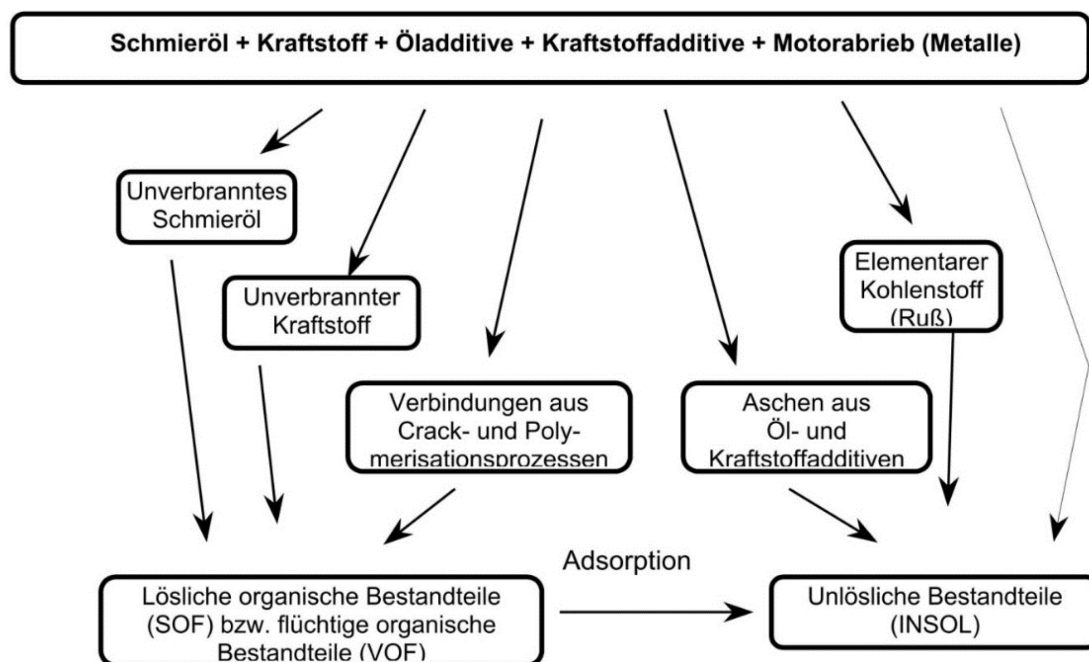 Schmieröl + Kraftstoff + Öladditive + Kraftstoffadditive + Motorabrieb (Metalle)
Unverbranntes
Schmieröl
Unverbrannter
Kraftstoff
Elementarer
Kohlenstoff
(Ruß)
Verbindungen aus
Crack- und Poly-
merisationsprozessen
Aschen aus
Öl- und
Kraftstoffadditiven
Adsorption
Lösliche organische Bestandteile
(SOF) bzw. flüchtige organische
Bestandteile (VOF)
Unlösliche Bestandteile
(INSOL)